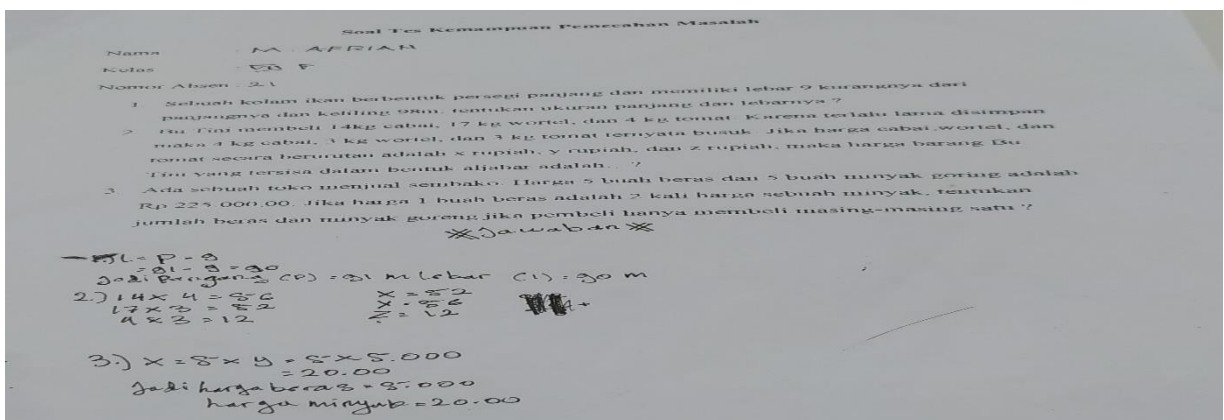 Soal Tes Kemampuan Pemecahan Masalah
Nama : M. AFRIAN
Kelas : F
Nomor Absen : 21
1. Sebuah kolam ikan berbentuk persegi panjang dan memiliki lebar 9 kurangnya dari
panjangnya dan keliling 98m. tentukan ukuran panjang dan lebarnya ?
2. Bu Tini membeli 14kg cabai, 17 kg wortel, dan 4 kg tomat. Karena terlalu lama disimpan
maka 4 kg cabai, 3 kg wortel, dan 3 kg tomat ternyata busuk. Jika harga cabai,wortel, dan
tomat secara berurutan adalah x rupiah, y rupiah, dan z rupiah, maka harga barang Bu
Tini yang tersisa dalam bentuk aljabar adalah... ?
3. Ada sebuah toko menjual sembako. Harga 5 buah beras dan 5 buah minyak goring adalah
Rp 225.000,00. Jika harga 1 buah beras adalah 2 kali harga sebuah minyak, tentukan
jumlah beras dan minyak goreng jika pembeli hanya membeli masing-masing satu ?
Jawaban
L = P - 9
= 91 - 9 = 90
Jadi Pangang (P) = 91 m lebar (L) = 90 m
2.) 14 x 4 = 56 x = 52
17 x 3 = 52 x = 56
4 x 3 = 12 z = 12
3.) x = 5 x y = 5 x 5.000
= 20.00
Jadi harga beras = 5.000
harga minyak = 20.00